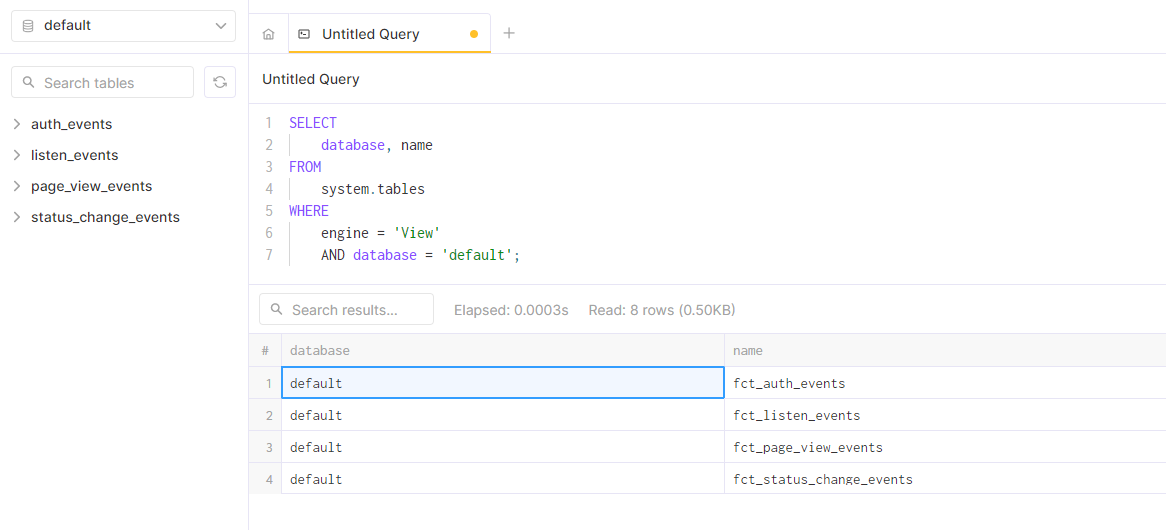 default
Untitled Query
Search tables
Untitled Query
auth_events
listen_events
page_view_events
status_change_events
1 SELECT
2 database, name
3 FROM
4 system.tables
5 WHERE
6 engine = 'View'
7 AND database = 'default';
Search results... Elapsed: 0.0003s Read: 8 rows (0.50KB)
# database name
1 default fct_auth_events
2 default fct_listen_events
3 default fct_page_view_events
4 default fct_status_change_events